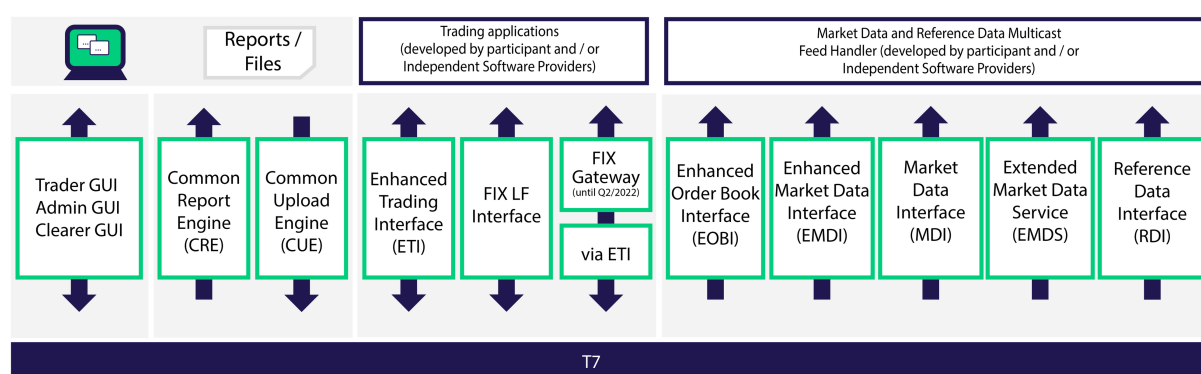 Reports /
Files
Trading applications
(developed by participant and / or
Independent Software Providers)
Market Data and Reference Data Multicast
Feed Handler (developed by participant and / or
Independent Software Providers)
Trader GUI
Admin GUI
Clearer GUI
Common
Report
Engine
(CRE)
Common
Upload
Engine
(CUE)
Enhanced
Trading
Interface
(ETI)
FIX LF
Interface
FIX
Gateway
(until Q2/2022)
via ETI
Enhanced
Order Book
Interface
(EOBI)
Enhanced
Market Data
Interface
(EMDI)
Market
Data
Interface
(MDI)
Extended
Market Data
Service
(EMDS)
Reference
Data
Interface
(RDI)
T7